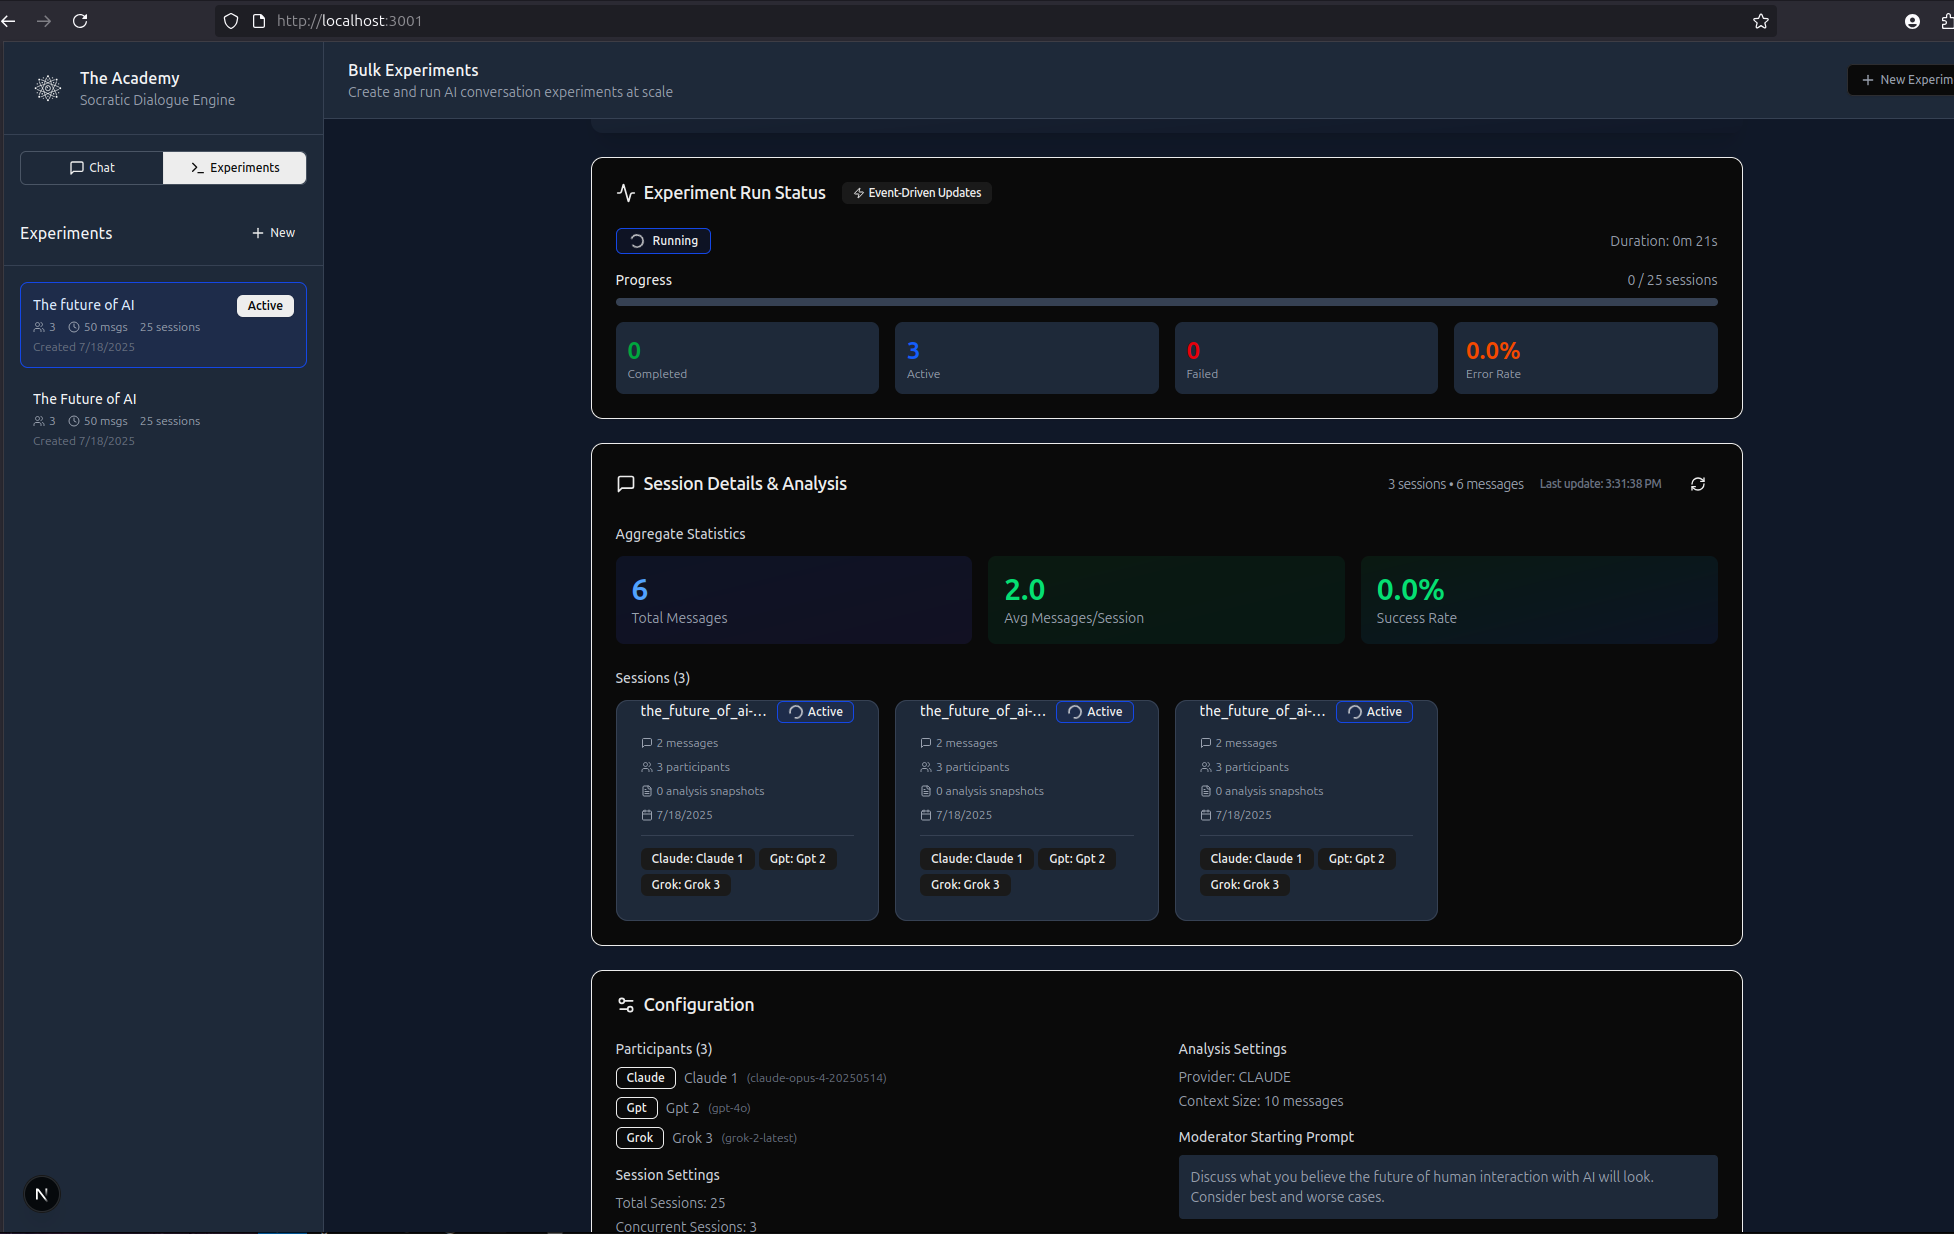 http://localhost:3001
The Academy
Socratic Dialogue Engine
Chat
Experiments
Experiments
New
The future of AI
Active
3 50 msgs 25 sessions
Created 7/18/2025
The Future of AI
3 50 msgs 25 sessions
Created 7/18/2025
N
Bulk Experiments
Create and run AI conversation experiments at scale
New Experim
Experiment Run Status
Event-Driven Updates
Running
Duration: 0m 21s
Progress
0 / 25 sessions
0
Completed
3
Active
0
Failed
0.0%
Error Rate
Session Details & Analysis
3 sessions • 6 messages
Last update: 3:31:38 PM
Aggregate Statistics
6
Total Messages
2.0
Avg Messages/Session
0.0%
Success Rate
Sessions (3)
the_future_of_ai-...
Active
2 messages
3 participants
0 analysis snapshots
7/18/2025
Claude: Claude 1
Gpt: Gpt 2
Grok: Grok 3
the_future_of_ai-...
Active
2 messages
3 participants
0 analysis snapshots
7/18/2025
Claude: Claude 1
Gpt: Gpt 2
Grok: Grok 3
the_future_of_ai-...
Active
2 messages
3 participants
0 analysis snapshots
7/18/2025
Claude: Claude 1
Gpt: Gpt 2
Grok: Grok 3
Configuration
Participants (3)
Claude Claude 1 (claude-opus-4-20250514)
Gpt Gpt 2 (gpt-4o)
Grok Grok 3 (grok-2-latest)
Session Settings
Total Sessions: 25
Concurrent Sessions: 3
Analysis Settings
Provider: CLAUDE
Context Size: 10 messages
Moderator Starting Prompt
Discuss what you believe the future of human interaction with AI will look.
Consider best and worse cases.